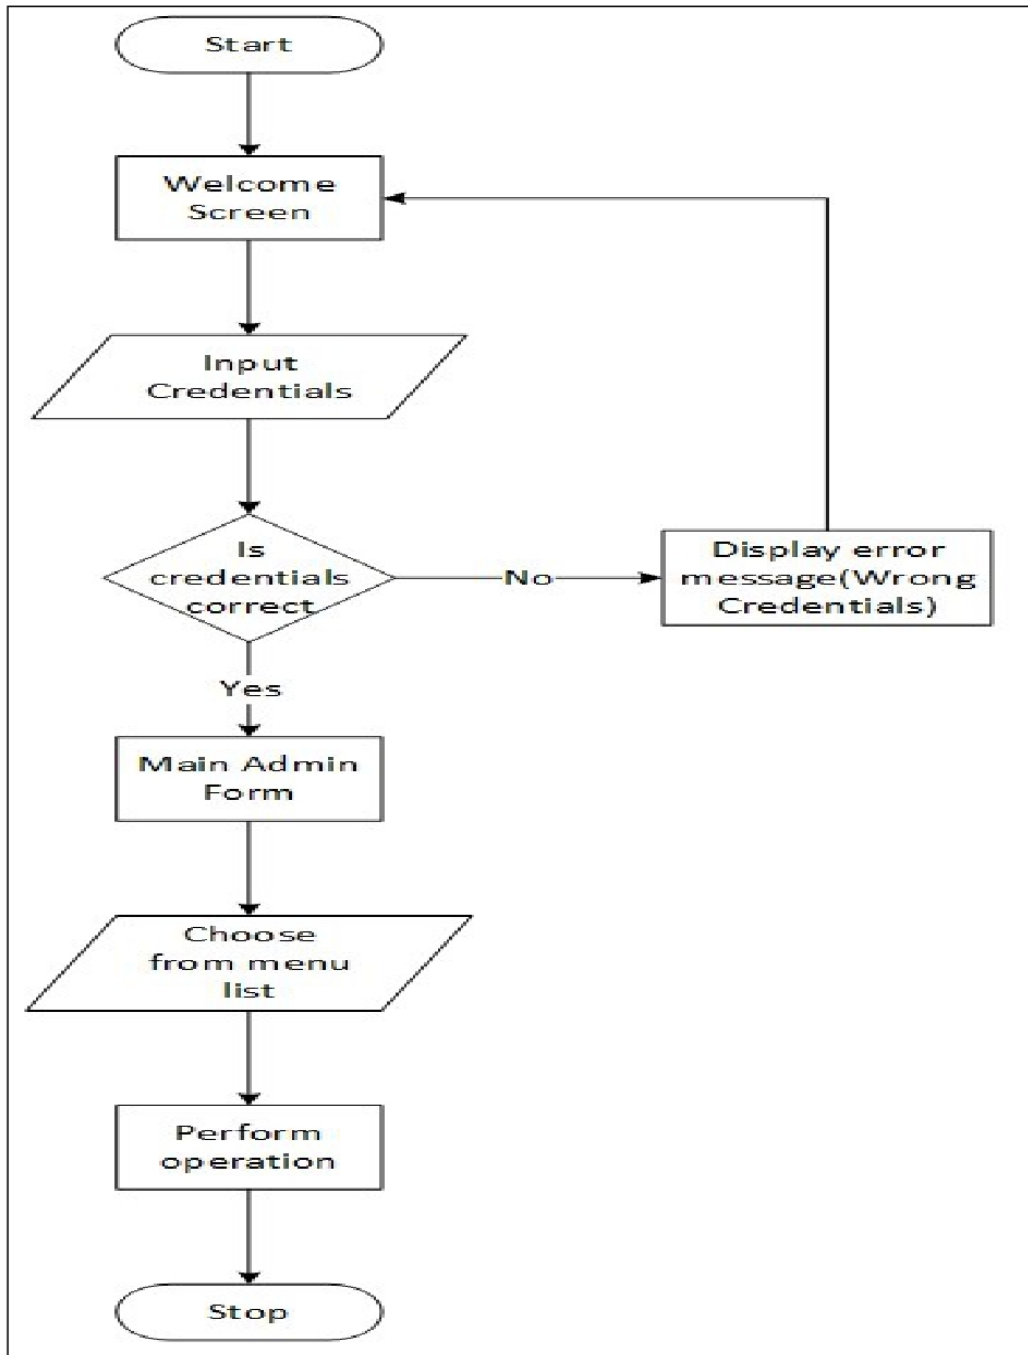 Start
Welcome
Screen
Input
Credentials
Is
credentials
correct
No
Display error
message(Wrong
Credentials)
Yes
Main Admin
Form
Choose
from menu
list
Perform
operation
Stop